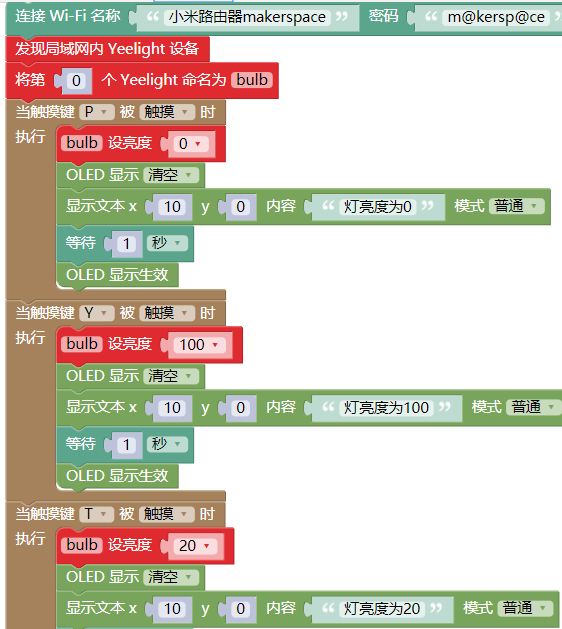 连接 Wi-Fi 名称 “ 小米路由器makerspace ” 密码 “ m@kersp@ce
发现局域网内 Yeelight 设备
将第 0 个 Yeelight 命名为 bulb
当触摸键 P 被 触摸 时
执行 bulb 设亮度 0
OLED 显示 清空
显示文本 x 10 y 0 内容 “ 灯亮度为0 ” 模式 普通
等待 1 秒
OLED 显示生效
当触摸键 Y 被 触摸 时
执行 bulb 设亮度 100
OLED 显示 清空
显示文本 x 10 y 0 内容 “ 灯亮度为100 ” 模式 普通
等待 1 秒
OLED 显示生效
当触摸键 T 被 触摸 时
执行 bulb 设亮度 20
OLED 显示 清空
显示文本 x 10 y 0 内容 “ 灯亮度为20 ” 模式 普通